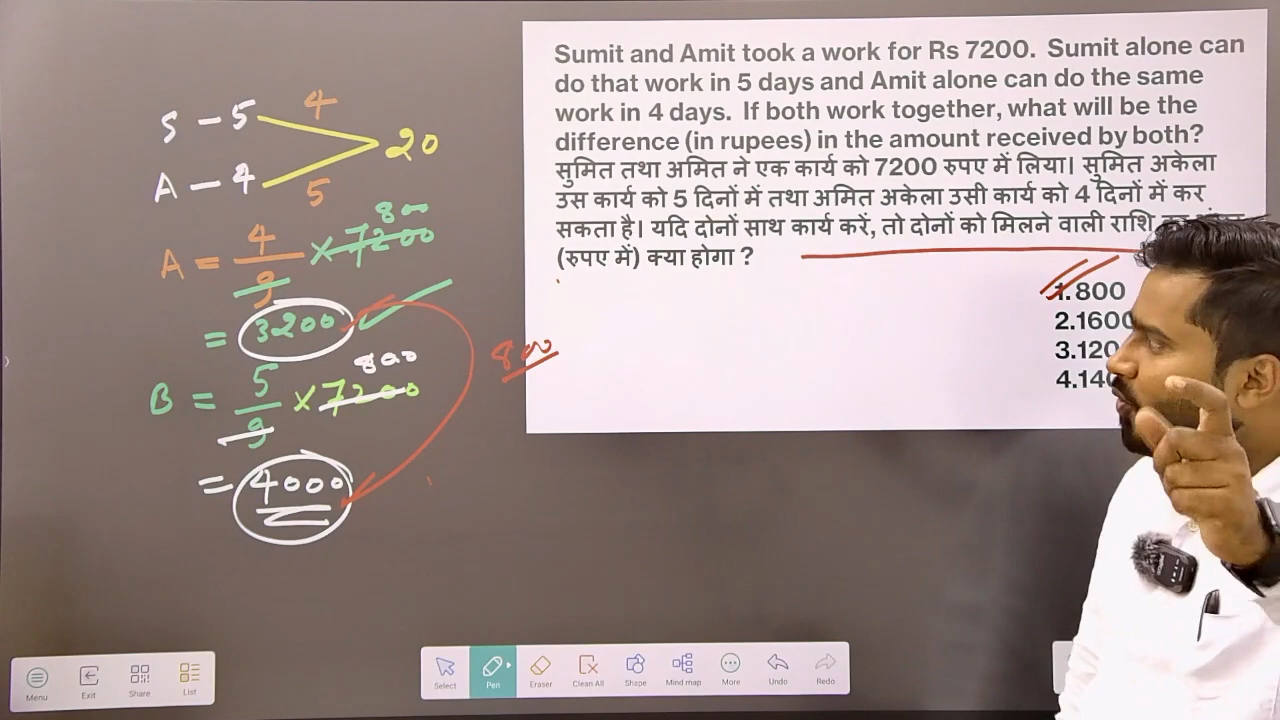 Sumit and Amit took a work for Rs 7200. Sumit alone can
do that work in 5 days and Amit alone can do the same
work in 4 days. If both work together, what will be the
difference (in rupees) in the amount received by both?
सुमित तथा अमित ने एक कार्य को 7200 रुपए में लिया। सुमित अकेला
उस कार्य को 5 दिनों में तथा अमित अकेला उसी कार्य को 4 दिनों में कर
सकता है। यदि दोनों साथ कार्य करें, तो दोनों को मिलने वाली राशि
(रुपए में) क्या होगा ?
1. 800
2.1600
3.120
4.140
S - 5 4
20
A - 4 5
A = 4/9 × 7200 800
= 3200
B = 5/9 × 7200 800
= 4000
800
Menu Exit Share List
Select Pen Eraser Clean All Shape Mind map More Undo Redo